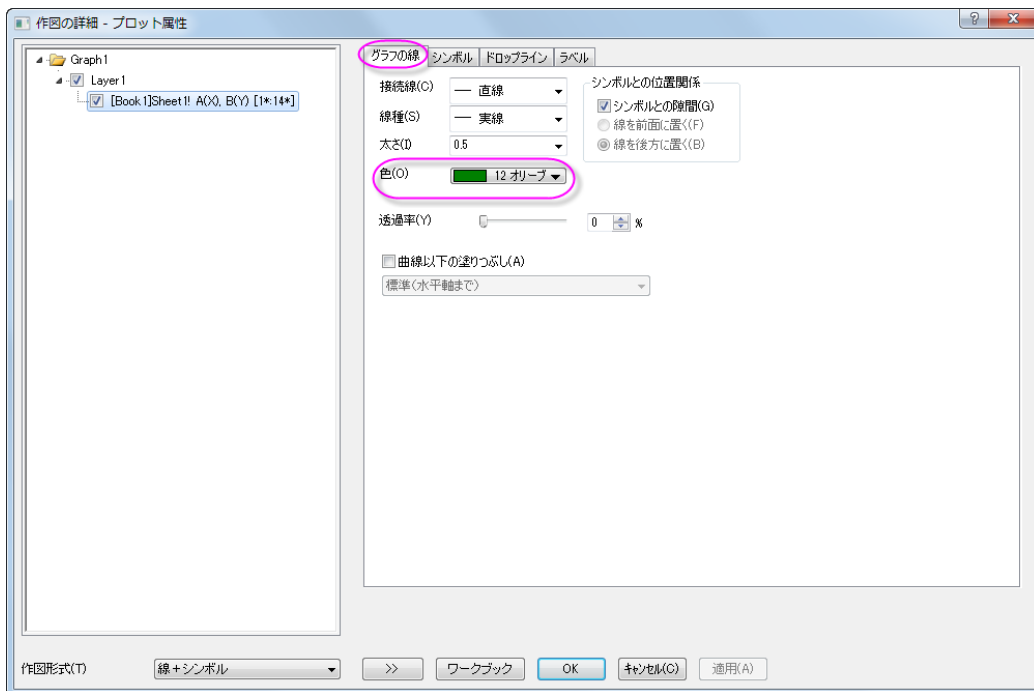 作図の詳細 - プロット属性
Graph1
Layer1
[Book1]Sheet1! A(X), B(Y) [1*:14*]
グラフの線 シンボル ドロップライン ラベル
接続線(C) 直線
線種(S) 実線
太さ(I) 0.5
色(O) 12 オリーブ
シンボルとの位置関係
シンボルとの隙間(G)
線を前面に置く(F)
線を後方に置く(B)
透過率(Y) 0 %
曲線以下の塗りつぶし(A)
標準(水平軸まで)
作図形式(T) 線+シンボル >> ワークブック OK キャンセル(C) 適用(A)